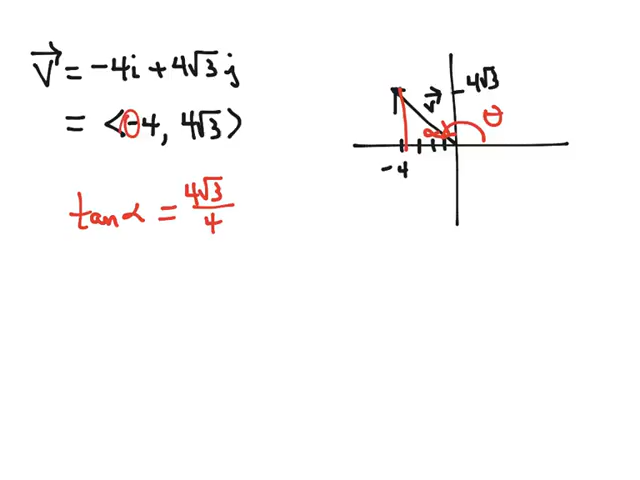 V⃗ = -4i + 4√3 j
= <-4, 4√3>
tan α = 4√3/4
4√3
V⃗
θ
α
-4